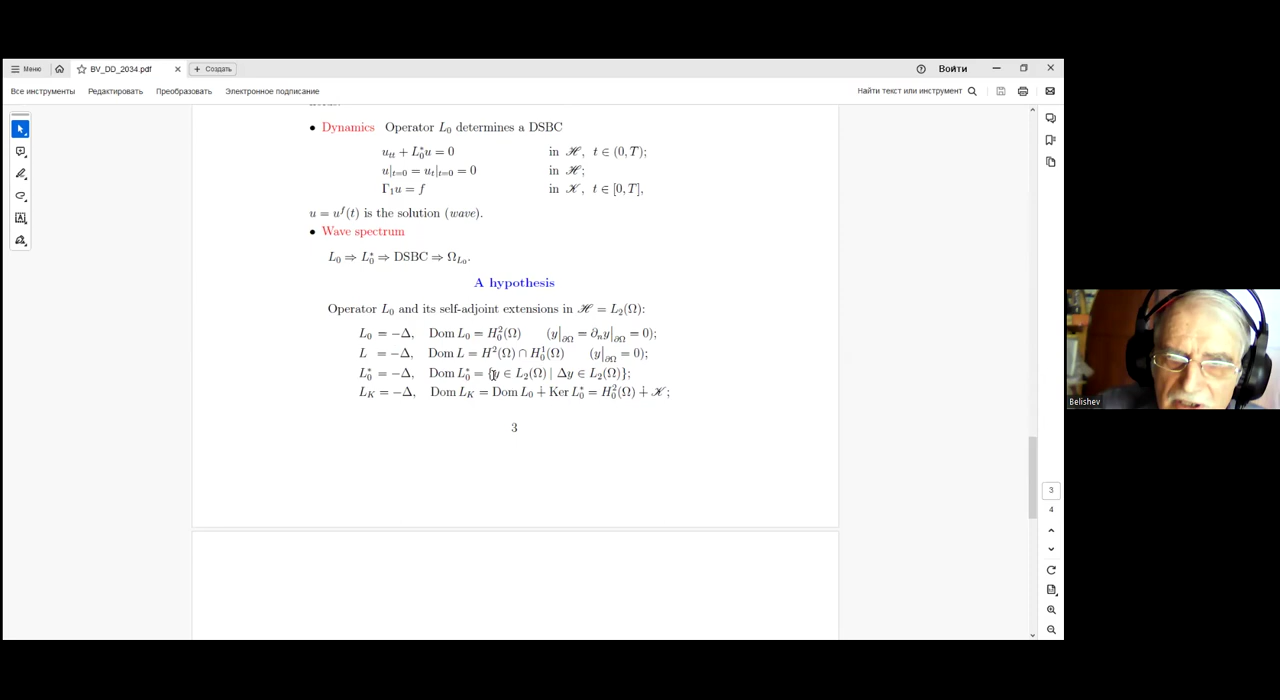 Меню
BV_DD_2034.pdf
Создать
Войти
Все инструменты
Редактировать
Преобразовать
Электронное подписание
Найти текст или инструмент
• Dynamics Operator L₀ determines a DSBC
uₜₜ + L₀*u = 0 in ℋ, t ∈ (0, T);
u|ₜ₌₀ = uₜ|ₜ₌₀ = 0 in ℋ;
Γ₁u = f in 𝒦, t ∈ [0, T],
u = uᶠ(t) is the solution (wave).
• Wave spectrum
L₀ ⇒ L₀* ⇒ DSBC ⇒ Ω_{L₀}.
A hypothesis
Operator L₀ and its self-adjoint extensions in ℋ = L₂(Ω):
L₀ = −Δ, Dom L₀ = H₀²(Ω) (y|_{∂Ω} = ∂ₙy|_{∂Ω} = 0);
L = −Δ, Dom L = H²(Ω) ∩ H₀¹(Ω) (y|_{∂Ω} = 0);
L₀* = −Δ, Dom L₀* = {y ∈ L₂(Ω) | Δy ∈ L₂(Ω)};
L_K = −Δ, Dom L_K = Dom L₀ ∔ Ker L₀* = H₀²(Ω) ∔ 𝒦;
3
3
4
Belishev